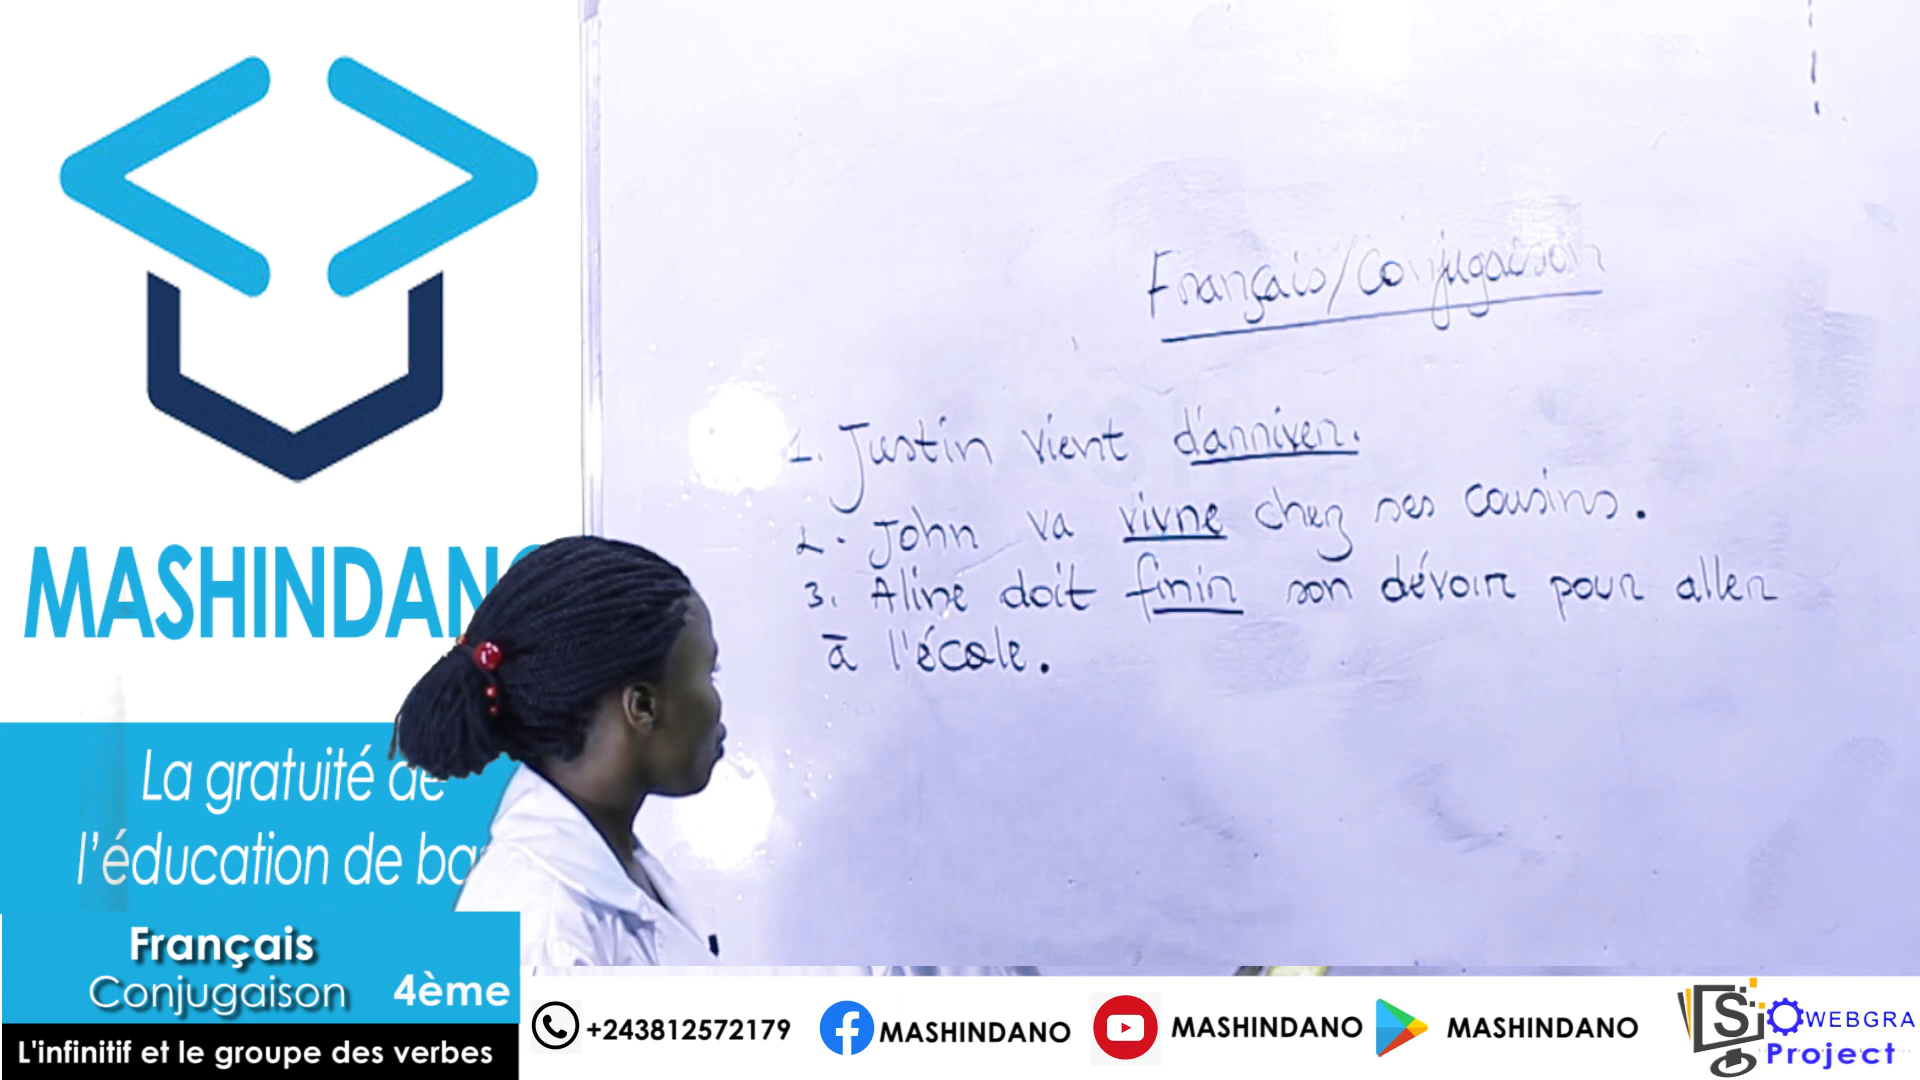 MASHINDAN
La gratuité de
l'éducation de ba
Français
Conjugaison 4ème
L'infinitif et le groupe des verbes
Français/Conjugaison
1. Justin vient d'arriver.
2. John va vivre chez ses cousins.
3. Aline doit finir son dévoir pour aller
à l'école.
+243812572179 MASHINDANO MASHINDANO MASHINDANO
WEBGRA
Project